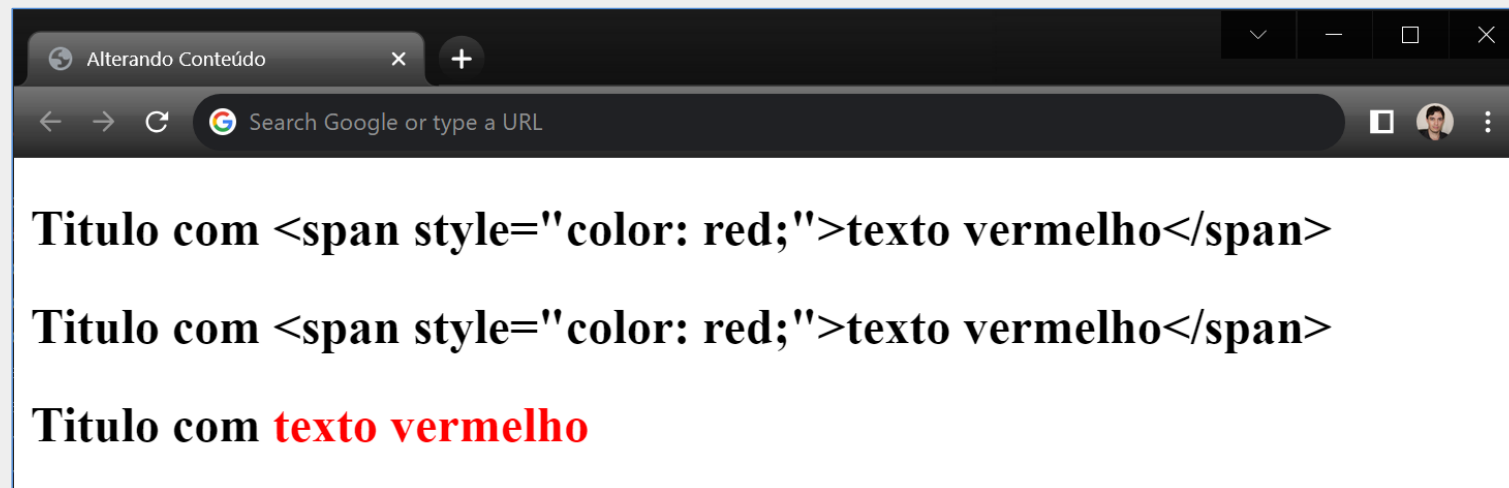 Alterando Conteúdo
Search Google or type a URL
Titulo com <span style="color: red;">texto vermelho</span>
Titulo com <span style="color: red;">texto vermelho</span>
Titulo com texto vermelho